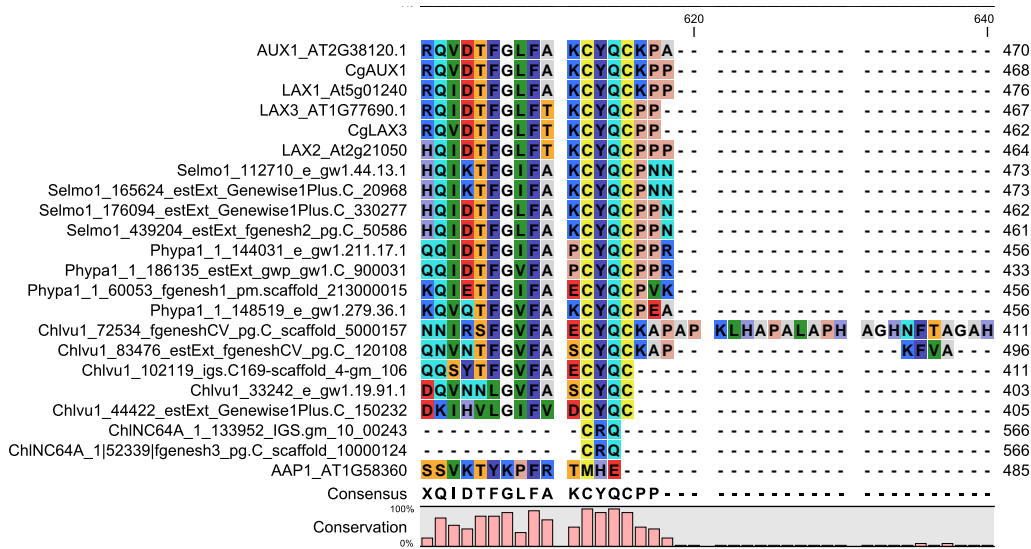 620 640
AUX1_AT2G38120.1 RQVDTFGLFA KCYQCKPA-- ---------- ---------- 470
CgAUX1 RQVDTFGLFA KCYQCKPP-- ---------- ---------- 468
LAX1_At5g01240 RQIDTFGLFA KCYQCKPP-- ---------- ---------- 476
LAX3_AT1G77690.1 RQIDTFGLFT KCYQCPP--- ---------- ---------- 467
CgLAX3 RQVDTFGLFT KCYQCPP--- ---------- ---------- 462
LAX2_At2g21050 HQIDTFGLFT KCYQCPPP-- ---------- ---------- 464
Selmo1_112710_e_gw1.44.13.1 HQIKTFGIFA KCYQCPNN-- ---------- ---------- 473
Selmo1_165624_estExt_Genewise1Plus.C_20968 HQIKTFGIFA KCYQCPNN-- ---------- ---------- 473
Selmo1_176094_estExt_Genewise1Plus.C_330277 HQIDTFGLFA KCYQCPPN-- ---------- ---------- 462
Selmo1_439204_estExt_fgenesh2_pg.C_50586 HQIDTFGLFA KCYQCPPN-- ---------- ---------- 461
Phypa1_1_144031_e_gw1.211.17.1 QQIDTFGIFA PCYQCPPR-- ---------- ---------- 456
Phypa1_1_186135_estExt_gwp_gw1.C_900031 QQIDTFGVFA PCYQCPPR-- ---------- ---------- 433
Phypa1_1_60053_fgenesh1_pm.scaffold_213000015 KQIETFGVFA ECYQCPVK-- ---------- ---------- 456
Phypa1_1_148519_e_gw1.279.36.1 KQVQTFGVFA KCYQCPEA-- ---------- ---------- 456
Chlvu1_72534_fgeneshCV_pg.C_scaffold_5000157 NNIRSFGVFA ECYQCKAPAP KLHAPALAPH AGHNFTAGAH 411
Chlvu1_83476_estExt_fgeneshCV_pg.C_120108 QNVNTFGVFA SCYQCKAP-- ---------- ---KFVA--- 496
Chlvu1_102119_igs.C169-scaffold_4-gm_106 QQSYTFGVFA ECYQC----- ---------- ---------- 411
Chlvu1_33242_e_gw1.19.91.1 DQVNNLGVFA SCYQC----- ---------- ---------- 403
Chlvu1_44422_estExt_Genewise1Plus.C_150232 DKIHVLGIFV DCYQC----- ---------- ---------- 405
ChlNC64A_1_133952_IGS.gm_10_00243 ---------- -CRQ------ ---------- ---------- 566
ChlNC64A_1|52339|fgenesh3_pg.C_scaffold_10000124 ---------- -CRQ------ ---------- ---------- 566
AAP1_AT1G58360 SSVKTYKPFR TMHE------ ---------- ---------- 485
Consensus XQIDTFGLFA KCYQCPP--- ---------- ----------
100%
Conservation
0%